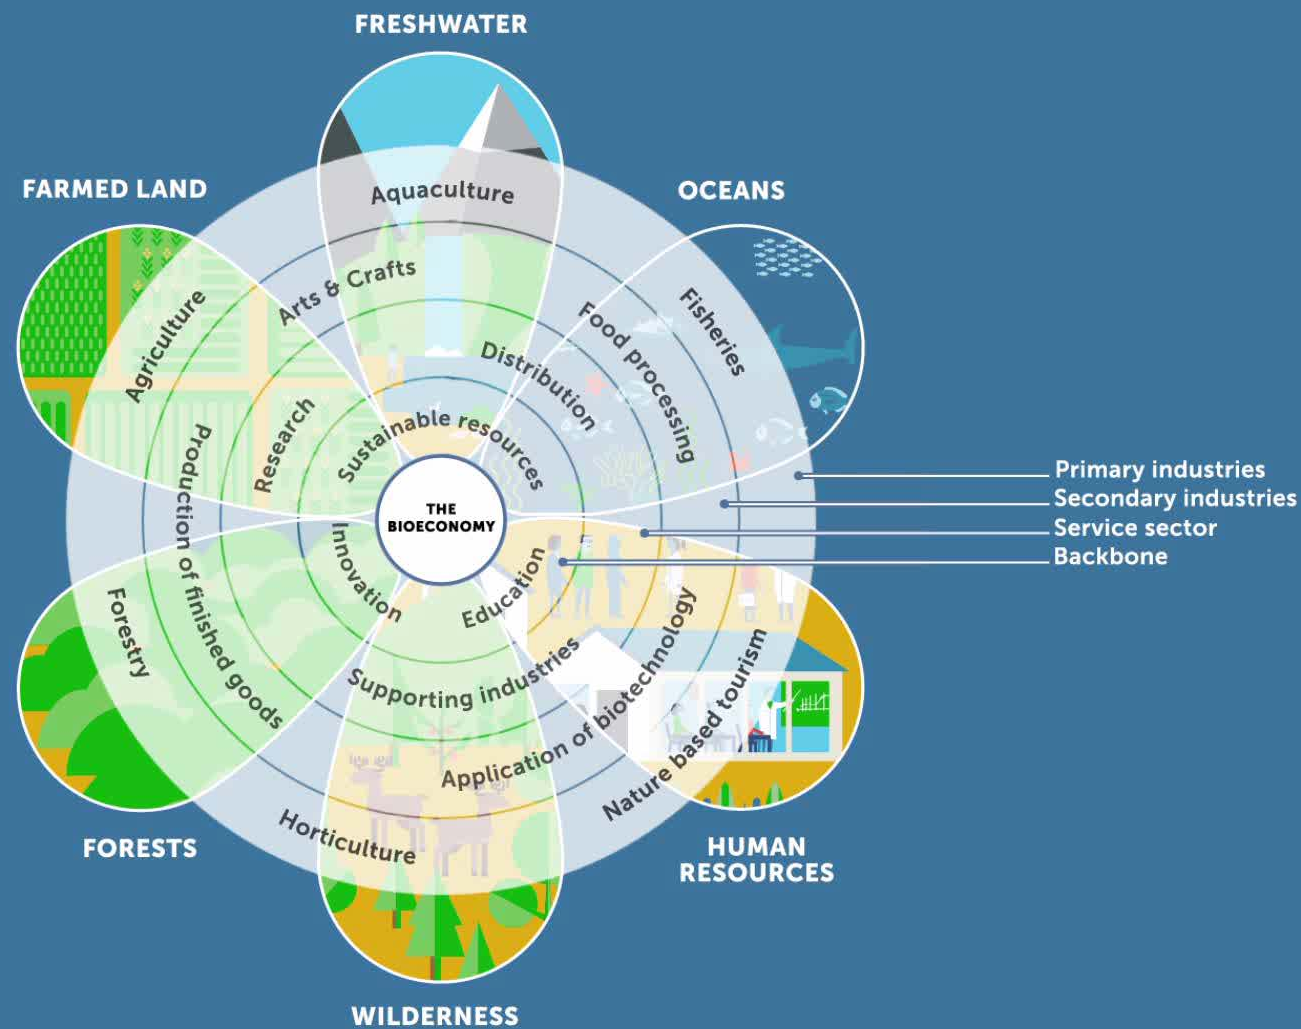 FRESHWATER
FARMED LAND
OCEANS
Aquaculture
Arts & Crafts
Agriculture
Fisheries
Food processing
Distribution
Research
Sustainable resources
Primary industries
Secondary industries
Service sector
Backbone
THE
BIOECONOMY
Production of finished goods
Innovation
Education
Forestry
Supporting industries
Application of biotechnology
Nature based tourism
Horticulture
FORESTS
HUMAN
RESOURCES
WILDERNESS